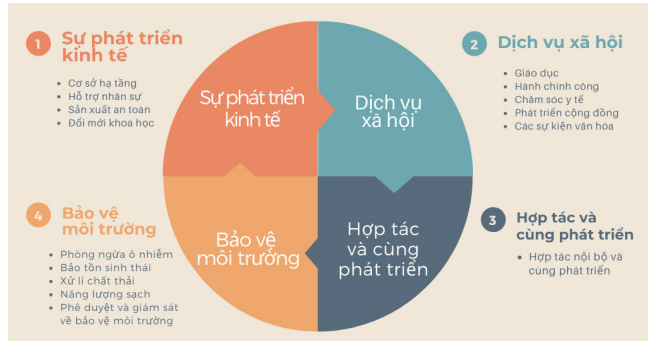 1
Sự phát triển
kinh tế
Cơ sở hạ tầng
Hỗ trợ nhân sự
Sản xuất an toàn
Đổi mới khoa học
2
Dịch vụ xã hội
Giáo dục
Hành chính công
Chăm sóc y tế
Phát triển cộng đồng
Các sự kiện văn hóa
Sự phát triển
kinh tế
Dịch vụ
xã hội
Bảo vệ
môi trường
Hợp tác
và cùng
phát triển
3
Hợp tác và
cùng phát triển
Hợp tác nội bộ và
cùng phát triển
4
Bảo vệ
môi trường
Phòng ngừa ô nhiễm
Bảo tồn sinh thái
Xử lí chất thải
Năng lượng sạch
Phê duyệt và giám sát
về bảo vệ môi trường